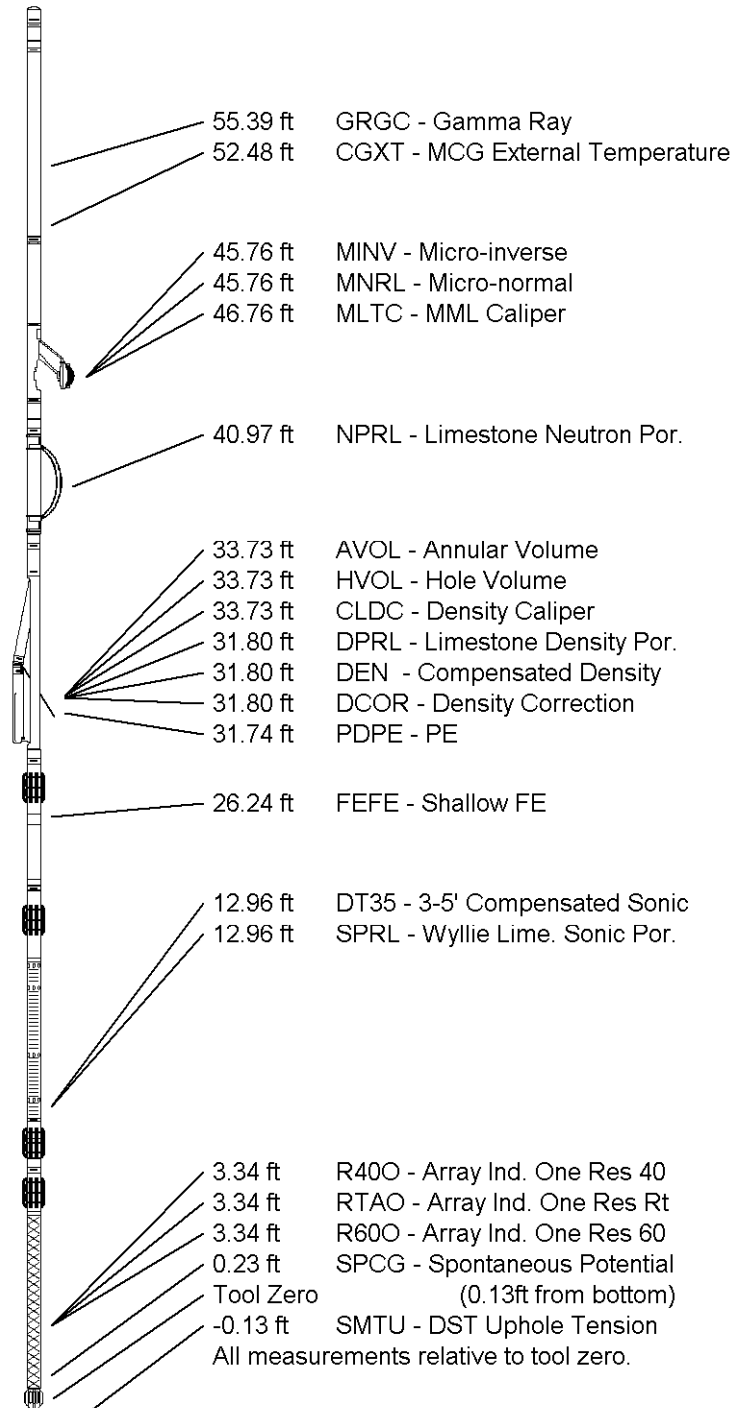 55.39 ft GRGC - Gamma Ray
52.48 ft CGXT - MCG External Temperature
45.76 ft MINV - Micro-inverse
45.76 ft MNRL - Micro-normal
46.76 ft MLTC - MML Caliper
40.97 ft NPRL - Limestone Neutron Por.
33.73 ft AVOL - Annular Volume
33.73 ft HVOL - Hole Volume
33.73 ft CLDC - Density Caliper
31.80 ft DPRL - Limestone Density Por.
31.80 ft DEN - Compensated Density
31.80 ft DCOR - Density Correction
31.74 ft PDPE - PE
26.24 ft FEFE - Shallow FE
12.96 ft DT35 - 3-5' Compensated Sonic
12.96 ft SPRL - Wyllie Lime. Sonic Por.
3.34 ft R40O - Array Ind. One Res 40
3.34 ft RTAO - Array Ind. One Res Rt
3.34 ft R60O - Array Ind. One Res 60
0.23 ft SPCG - Spontaneous Potential
Tool Zero (0.13ft from bottom)
-0.13 ft SMTU - DST Uphole Tension
All measurements relative to tool zero.